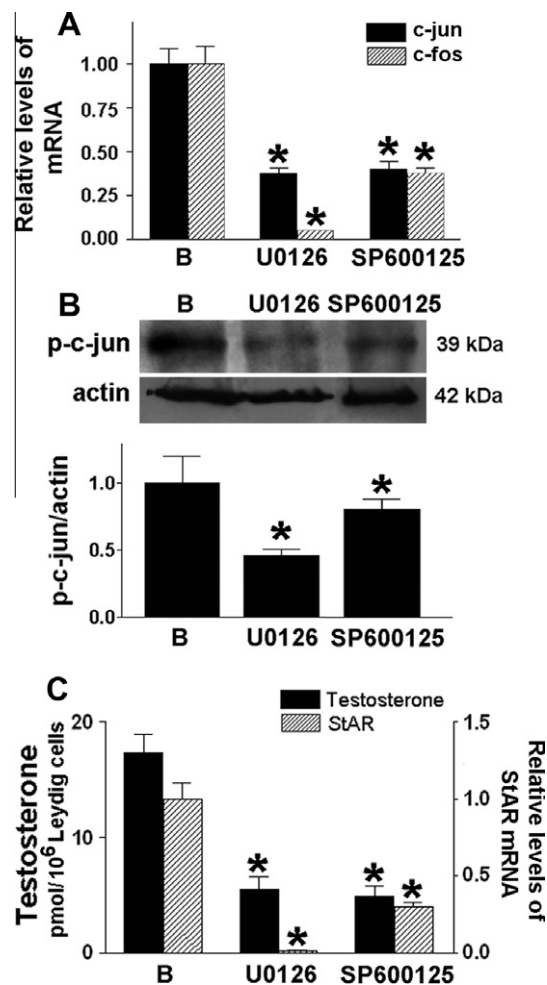 A
c-jun
c-fos
Relative levels of
mRNA
1.00
0.75
0.50
0.25
0.00
*
*
*
*
B
U0126
SP600125
B
B
U0126
SP600125
p-c-jun
39 kDa
actin
42 kDa
p-c-jun/actin
1.0
0.5
0.0
*
*
B
U0126
SP600125
C
Testosterone
StAR
Testosterone
pmol/10⁶ Leydig cells
20
10
0
1.5
1.0
0.5
0.0
Relative levels of
StAR mRNA
*
*
*
*
B
U0126
SP600125